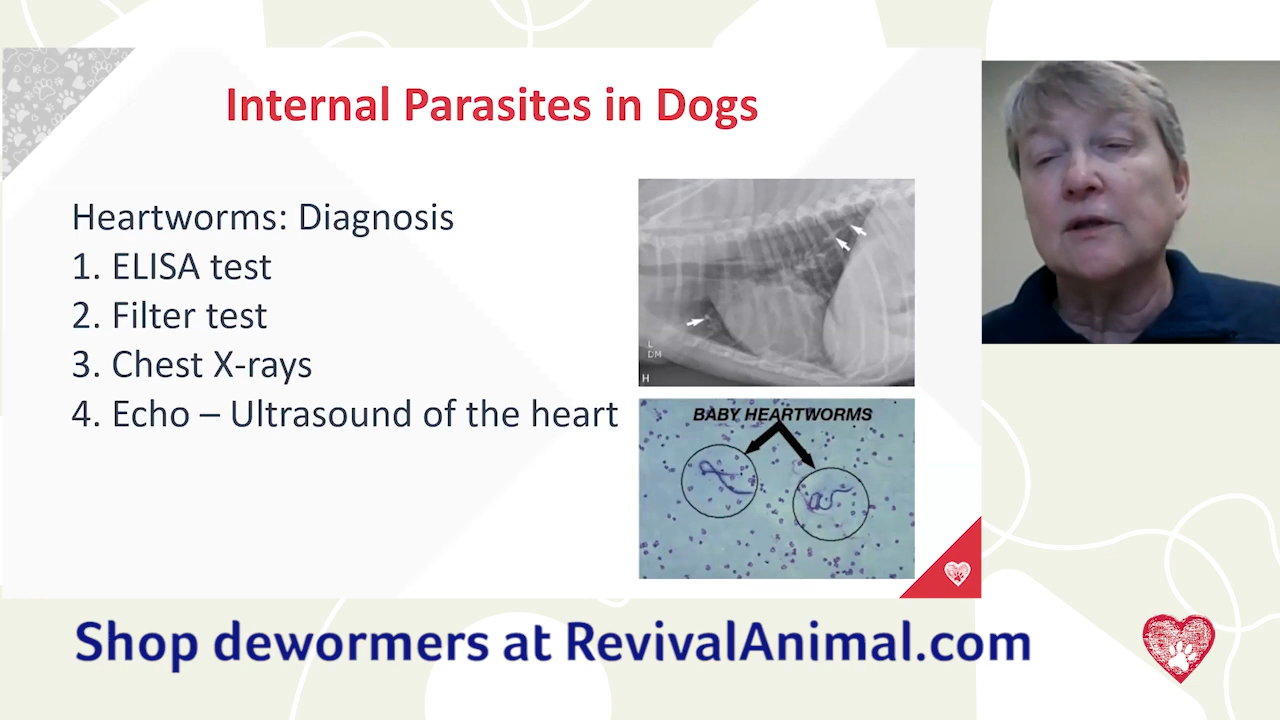 Internal Parasites in Dogs
Heartworms: Diagnosis
1. ELISA test
2. Filter test
3. Chest X-rays
4. Echo – Ultrasound of the heart
L
DM
H
BABY HEARTWORMS
Shop dewormers at RevivalAnimal.com